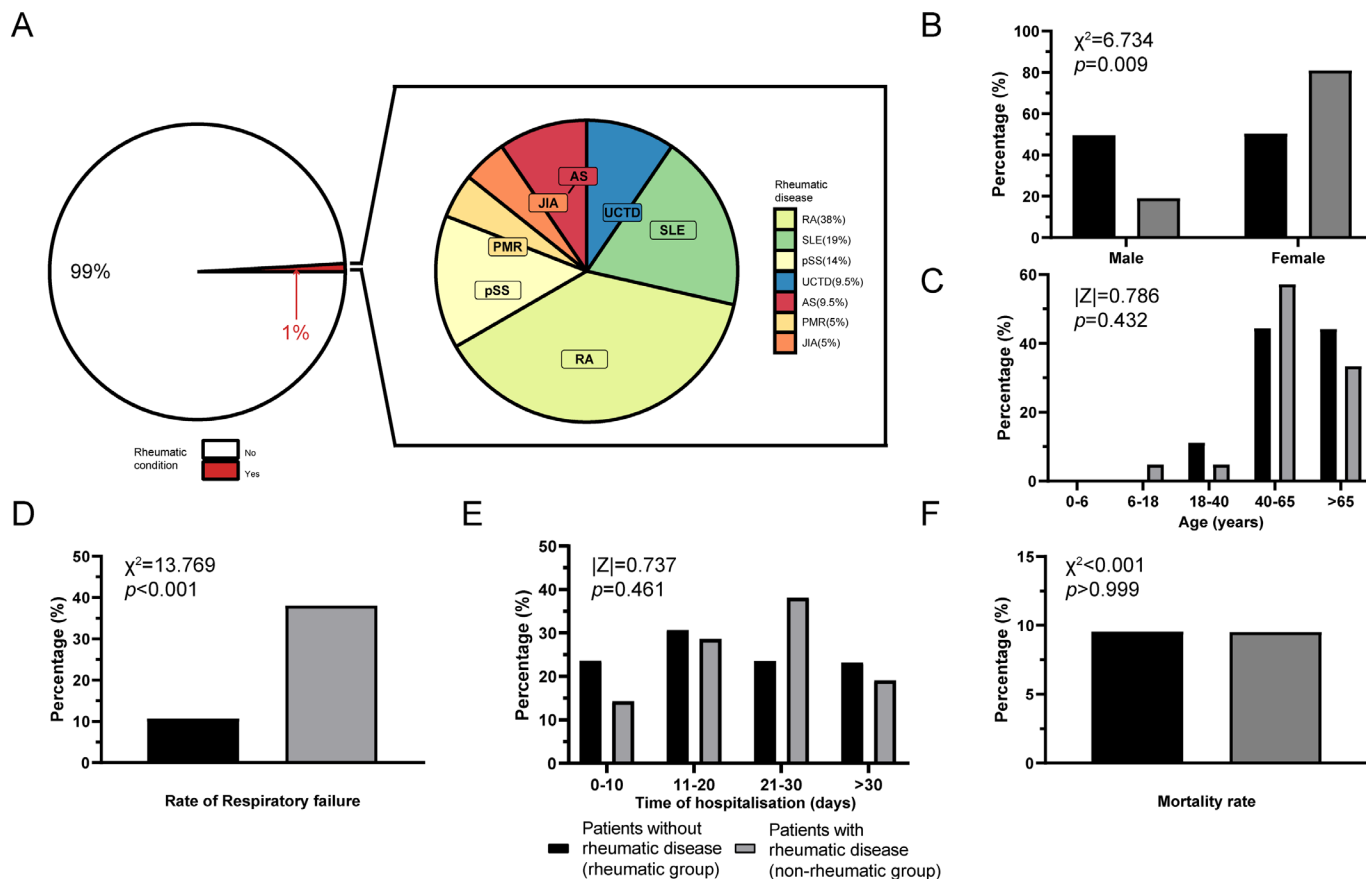 A
99%
1%
Rheumatic
condition
No
Yes
AS
JIA
UCTD
SLE
PMR
pSS
RA
Rheumatic
disease
RA(38%)
SLE(19%)
pSS(14%)
UCTD(9.5%)
AS(9.5%)
PMR(5%)
JIA(5%)
B
χ²=6.734
p=0.009
Percentage (%)
100
80
60
40
20
0
Male Female
C
|Z|=0.786
p=0.432
Percentage (%)
60
40
20
0
0-6 6-18 18-40 40-65 >65
Age (years)
D
χ²=13.769
p<0.001
Percentage (%)
50
40
30
20
10
0
Rate of Respiratory failure
E
|Z|=0.737
p=0.461
Percentage (%)
50
40
30
20
10
0
0-10 11-20 21-30 >30
Time of hospitalisation (days)
F
χ²<0.001
p>0.999
Percentage (%)
15
10
5
0
Mortality rate
Patients without
rheumatic disease
(rheumatic group)
Patients with
rheumatic disease
(non-rheumatic group)